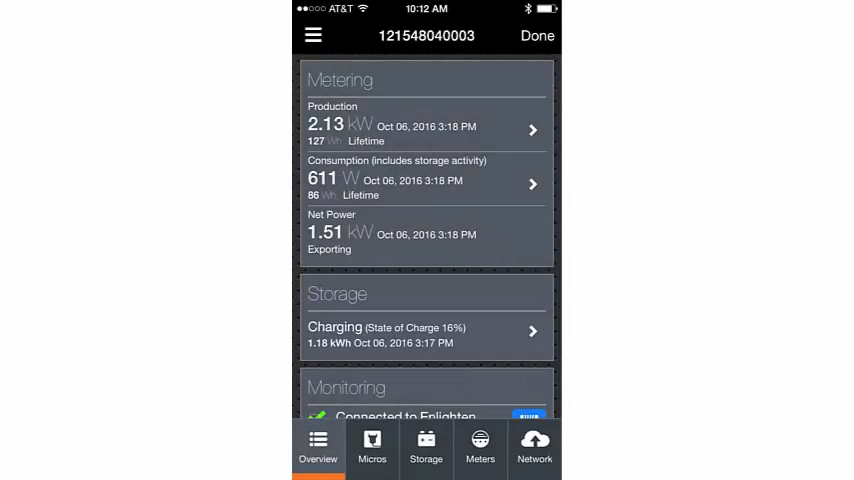 AT&T 10:12 AM
121548040003 Done
Metering
Production
2.13 kW Oct 06, 2016 3:18 PM
127 Wh Lifetime
Consumption (includes storage activity)
611 W Oct 06, 2016 3:18 PM
86 Wh Lifetime
Net Power
1.51 kW Oct 06, 2016 3:18 PM
Exporting
Storage
Charging (State of Charge 16%)
1.18 kWh Oct 06, 2016 3:17 PM
Monitoring
Connected to Enlighten
Overview Micros Storage Meters Network